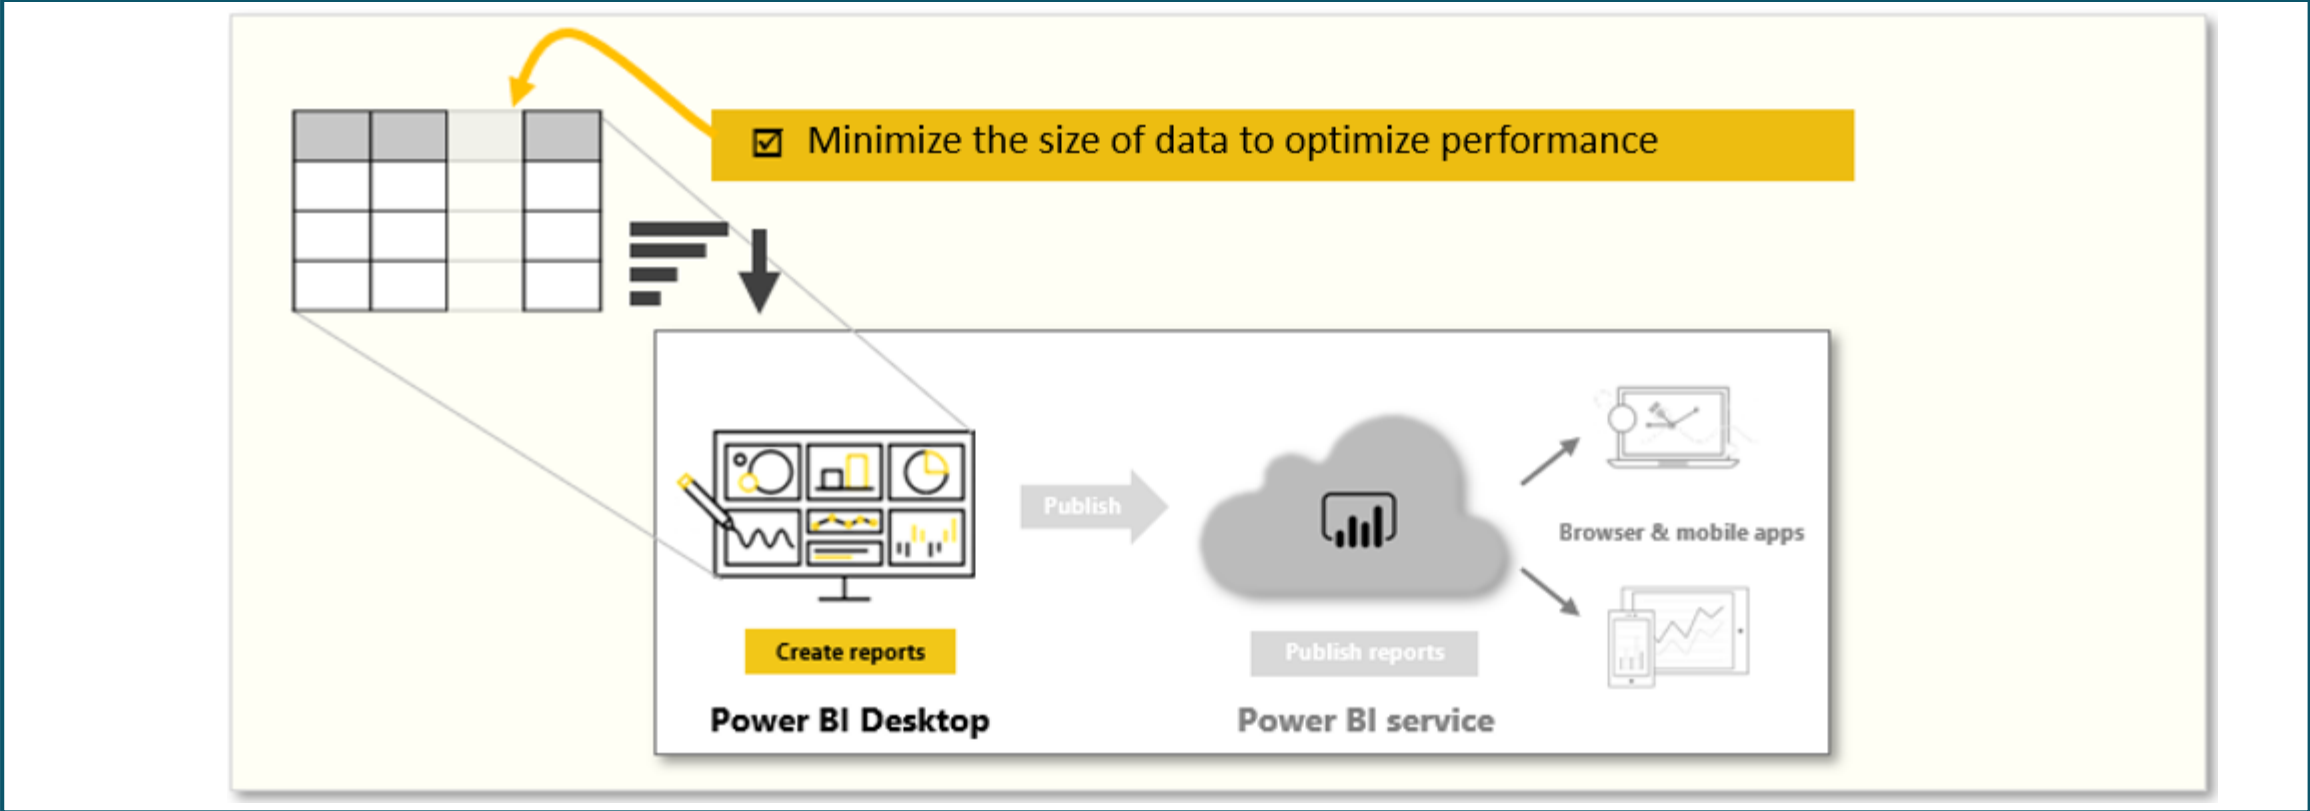 Minimize the size of data to optimize performance
Publish
Browser & mobile apps
Create reports
Publish reports
Power BI Desktop
Power BI service